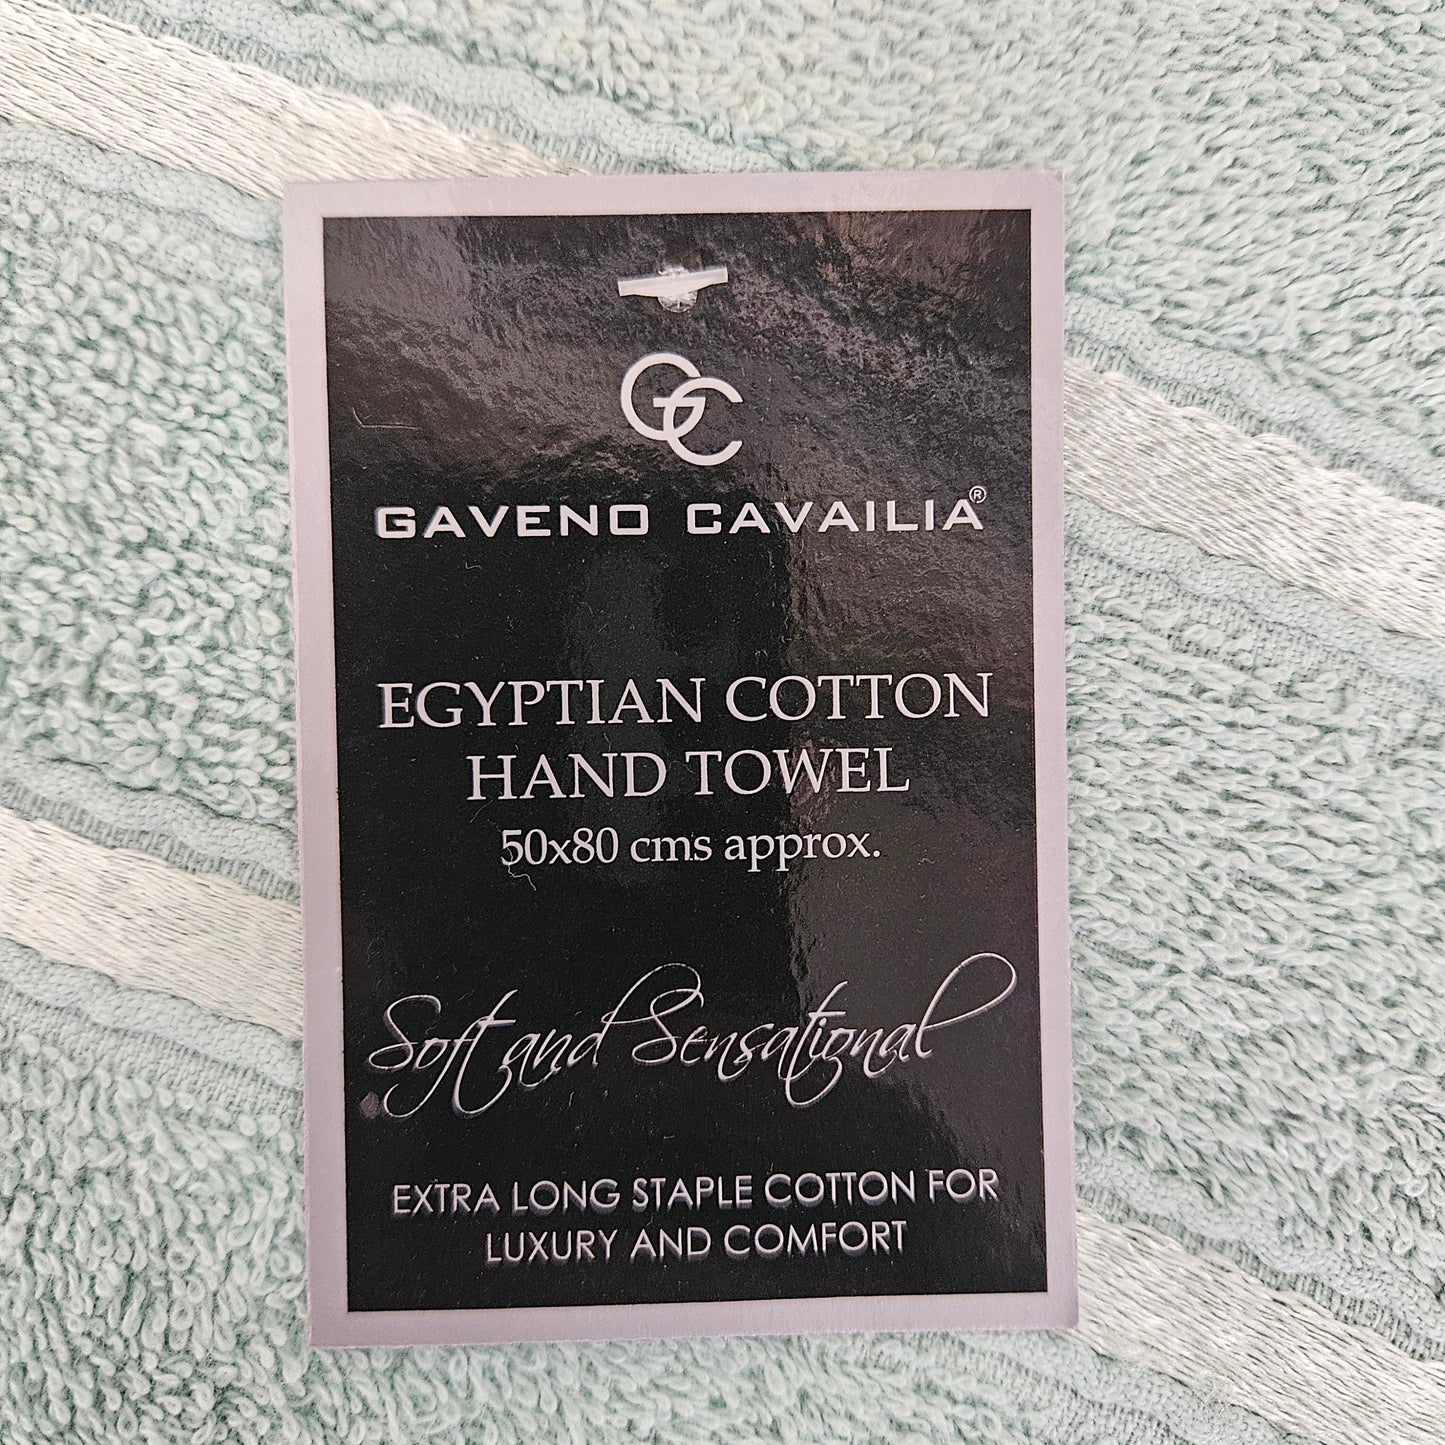 GC
GAVENO CAVAILIA®
EGYPTIAN COTTON
HAND TOWEL
50x80 cms approx.
Soft and Sensational
EXTRA LONG STAPLE COTTON FOR
LUXURY AND COMFORT